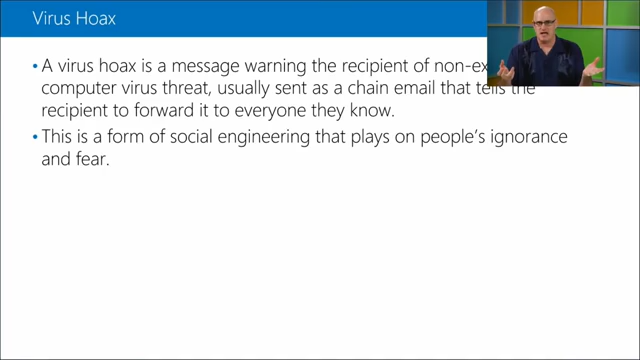 Virus Hoax
• A virus hoax is a message warning the recipient of
computer virus threat, usually sent as a chain email that tells the
recipient to forward it to everyone they know.
• This is a form of social engineering that plays on people's ignorance
and fear.